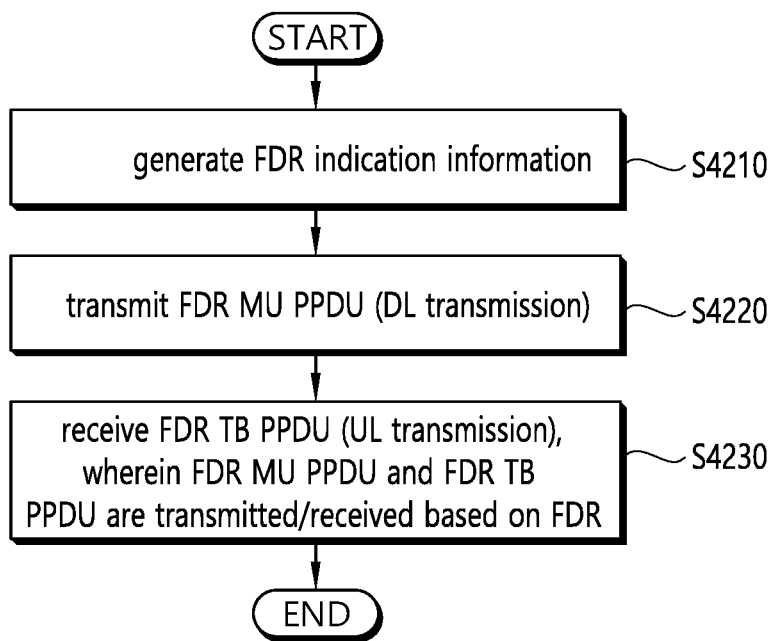 START
generate FDR indication information
S4210
transmit FDR MU PPDU (DL transmission)
S4220
receive FDR TB PPDU (UL transmission),
wherein FDR MU PPDU and FDR TB
PPDU are transmitted/received based on FDR
S4230
END